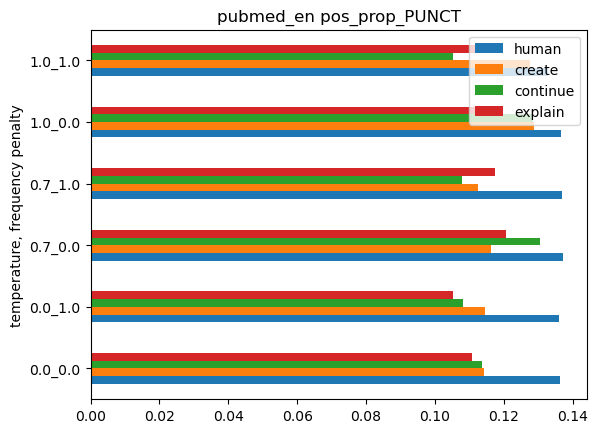 pubmed_en pos_prop_PUNCT
human
create
continue
explain
temperature, frequency penalty
1.0_1.0
1.0_0.0
0.7_1.0
0.7_0.0
0.0_1.0
0.0_0.0
0.00 0.02 0.04 0.06 0.08 0.10 0.12 0.14